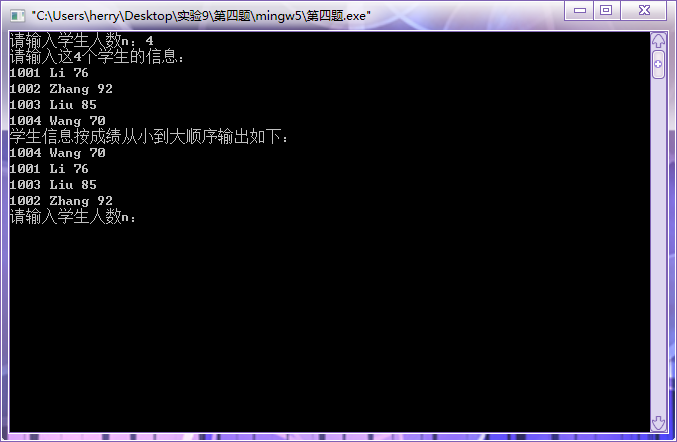 "C:\Users\herry\Desktop\实验9\第四题\mingw5\第四题.exe"
请输入学生人数n：4
请输入这4个学生的信息：
1001 Li 76
1002 Zhang 92
1003 Liu 85
1004 Wang 70
学生信息按成绩从小到大顺序输出如下：
1004 Wang 70
1001 Li 76
1003 Liu 85
1002 Zhang 92
请输入学生人数n：